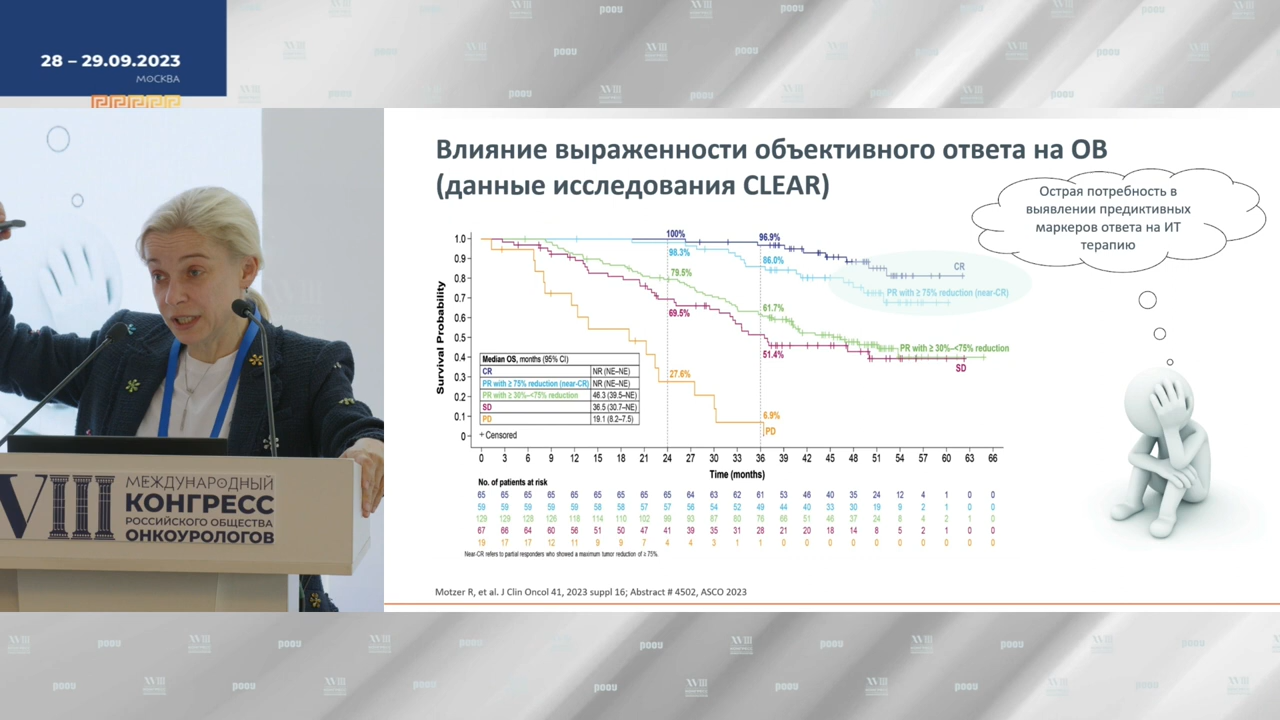 28 – 29.09.2023
МОСКВА
Влияние выраженности объективного ответа на ОВ
(данные исследования CLEAR)
Острая потребность в
выявлении предиктивных
маркеров ответа на ИТ
терапию
Survival Probability
1.0
0.9
0.8
0.7
0.6
0.5
0.4
0.3
0.2
0.1
0
100%
98.3%
79.5%
69.5%
27.6%
96.9%
86.0%
61.7%
51.4%
6.9%
CR
PR with ≥ 75% reduction (near-CR)
PR with ≥ 30%–<75% reduction
SD
PD
Median OS, months (95% CI)
CR NR (NE–NE)
PR with ≥ 75% reduction (near-CR) NR (NE–NE)
PR with ≥ 30%–<75% reduction 46.3 (39.5–NE)
SD 36.5 (30.7–NE)
PD 19.1 (8.2–7.5)
+ Censored
0 3 6 9 12 15 18 21 24 27 30 33 36 39 42 45 48 51 54 57 60 63 66
Time (months)
No. of patients at risk
65 65 65 65 65 65 65 65 65 64 63 62 61 53 46 40 35 24 12 4 1 0 0
59 59 59 59 59 58 58 57 57 56 54 52 49 44 40 33 30 19 9 2 1 0 0
129 129 128 126 118 114 110 102 99 93 87 80 76 66 51 46 37 24 8 4 2 1 0
67 66 64 60 56 51 50 47 41 39 35 31 28 21 20 18 14 8 5 2 1 0 0
19 17 17 12 11 9 9 7 4 4 3 1 1 0 0 0 0 0 0 0 0 0 0
Near-CR refers to partial responders who showed a maximum tumor reduction of ≥ 75%.
Motzer R, et al. J Clin Oncol 41, 2023 suppl 16; Abstract # 4502, ASCO 2023
VIII МЕЖДУНАРОДНЫЙ
КОНГРЕСС
РОССИЙСКОГО ОБЩЕСТВА
ОНКОУРОЛОГОВ